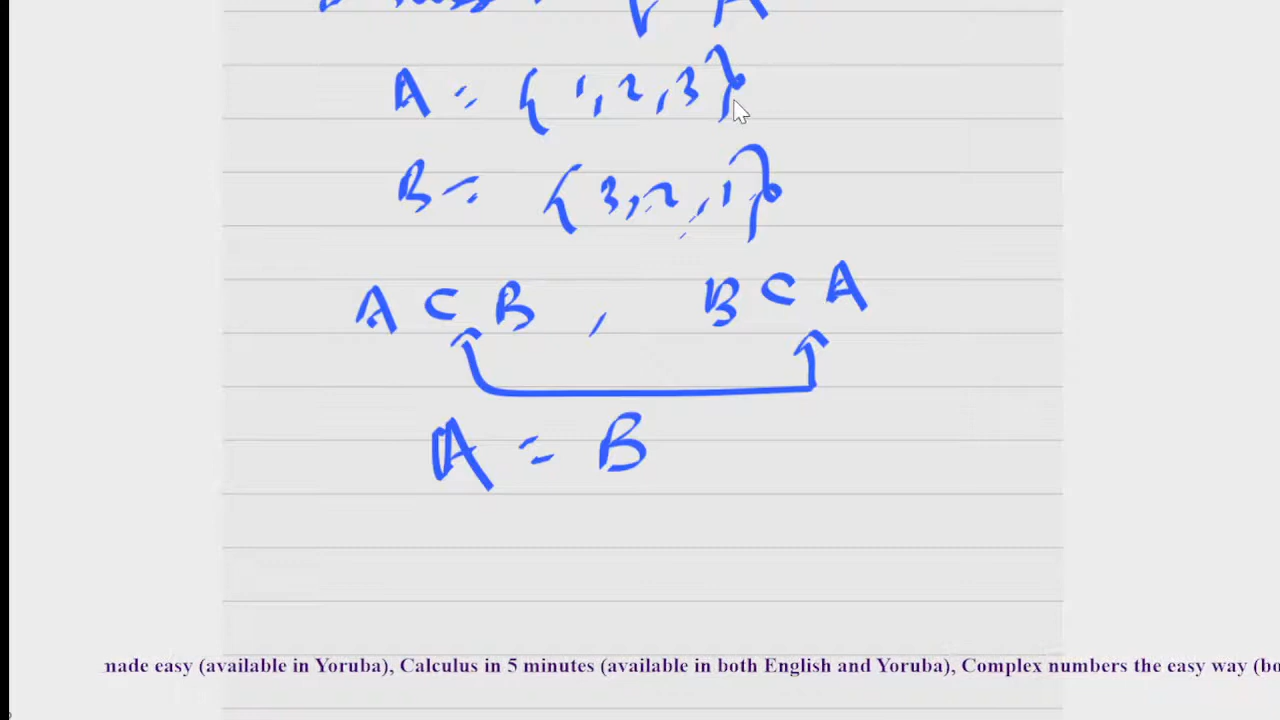 A
A = {1,2,3}
B = {3,2,1}
A ⊂ B , B ⊂ A
A = B
made easy (available in Yoruba), Calculus in 5 minutes (available in both English and Yoruba), Complex numbers the easy way (bo